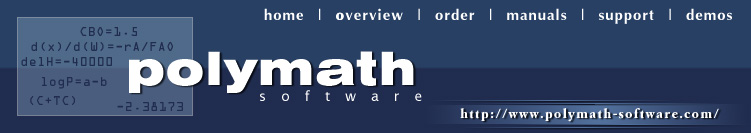 home | overview | order | manuals | support | demos
CB0=1.5
d(x)/d(W)=-rA/FA0
delH=-40000
logP=a-b
(C+TC)
-2.38173
polymath
software
http://www.polymath-software.com/